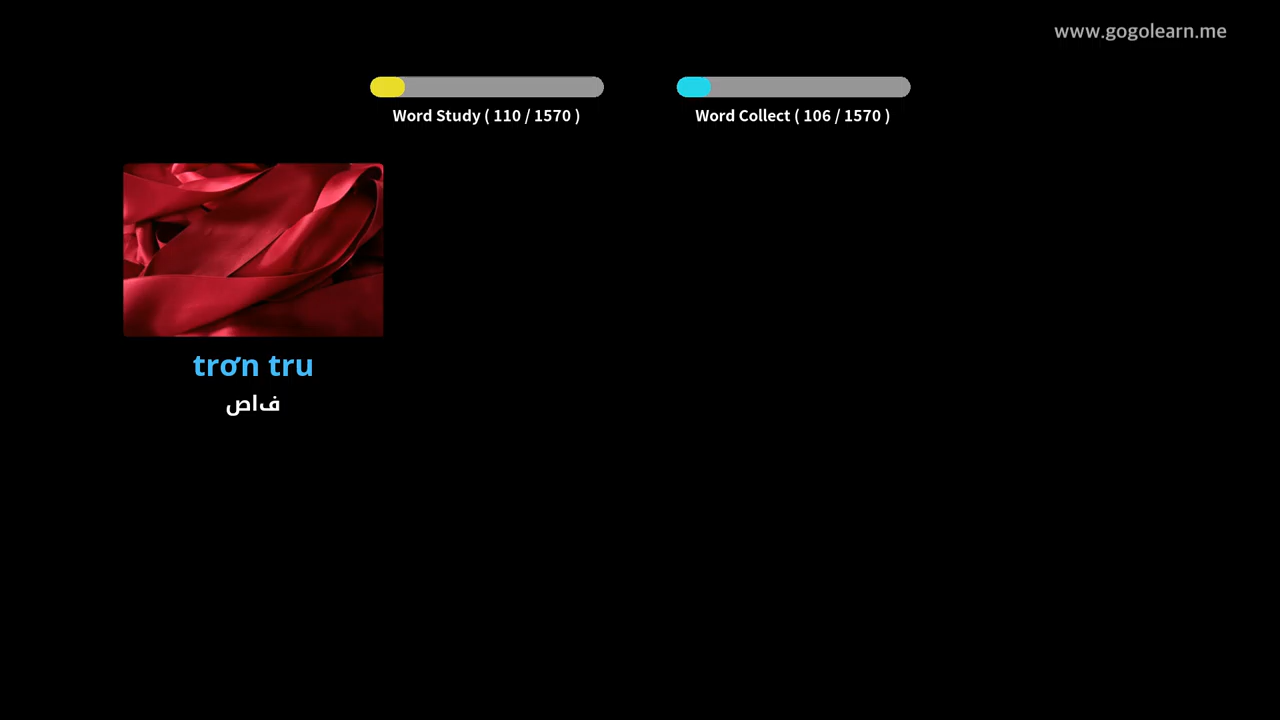 www.gogolearn.me
Word Study ( 110 / 1570 )
Word Collect ( 106 / 1570 )
trơn tru
فاص